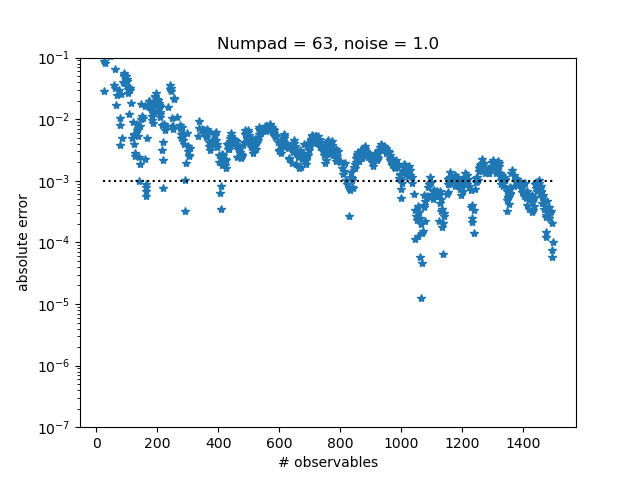 Numpad = 63, noise = 1.0
10⁻¹
10⁻²
10⁻³
10⁻⁴
10⁻⁵
10⁻⁶
10⁻⁷
absolute error
0 200 400 600 800 1000 1200 1400
# observables